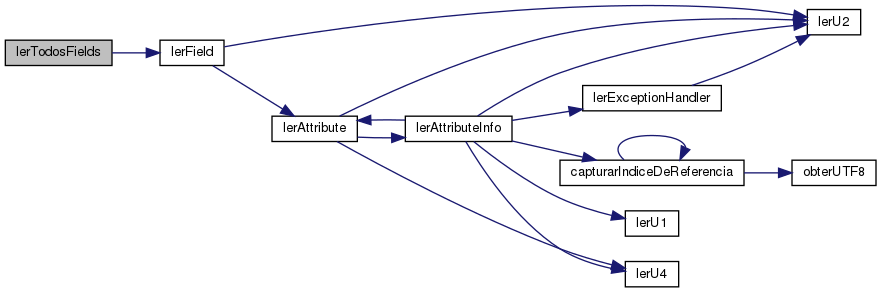 lerTodosFields
lerField
lerAttribute
lerAttributeInfo
lerU2
lerExceptionHandler
capturarIndiceDeReferencia
obterUTF8
lerU1
lerU4